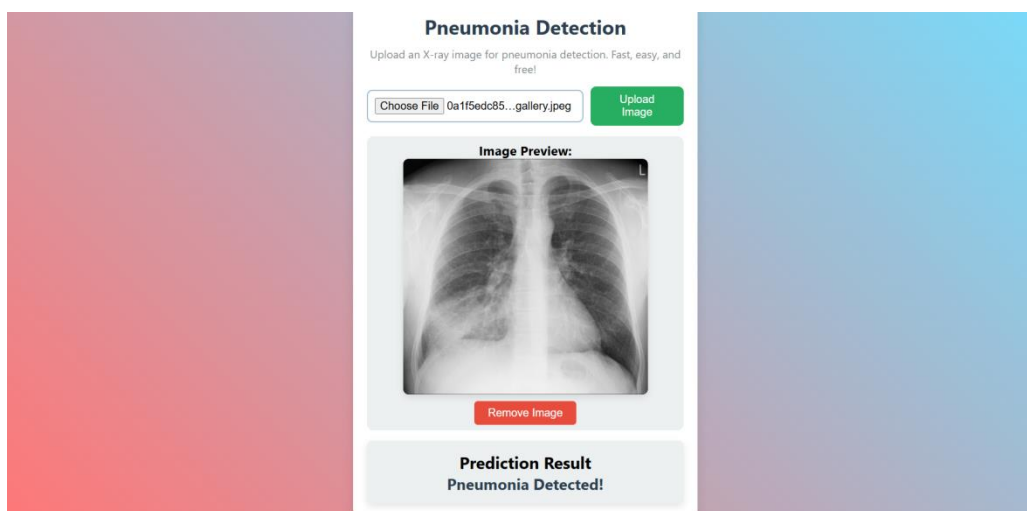 Pneumonia Detection
Upload an X-ray image for pneumonia detection. Fast, easy, and
free!
Choose File 0a1f5edc85...gallery.jpeg
Upload
Image
Image Preview:
L
Remove Image
Prediction Result
Pneumonia Detected!